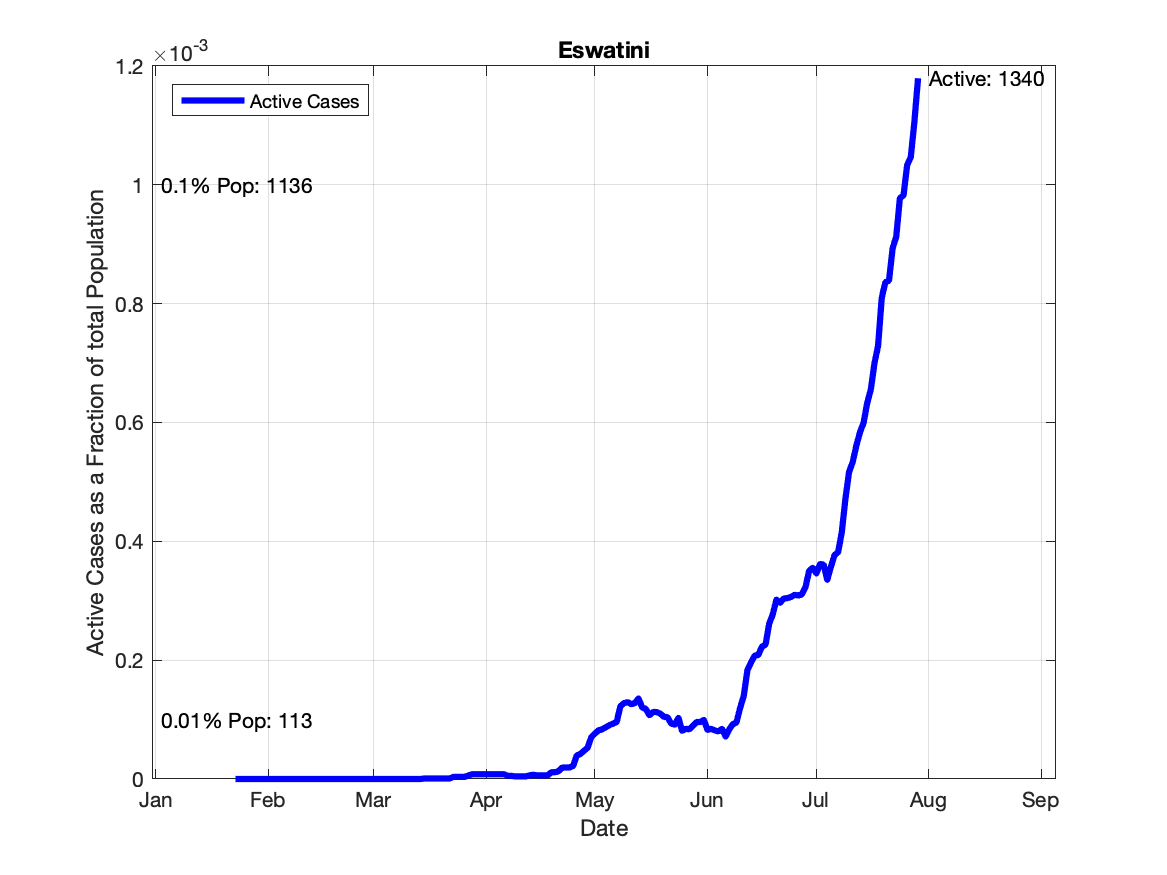 Eswatini
×10-3
1.2
Active: 1340
Active Cases
1
0.1% Pop: 1136
0.8
0.6
0.4
0.2
0.01% Pop: 113
0
Active Cases as a Fraction of total Population
Jan Feb Mar Apr May Jun Jul Aug Sep
Date